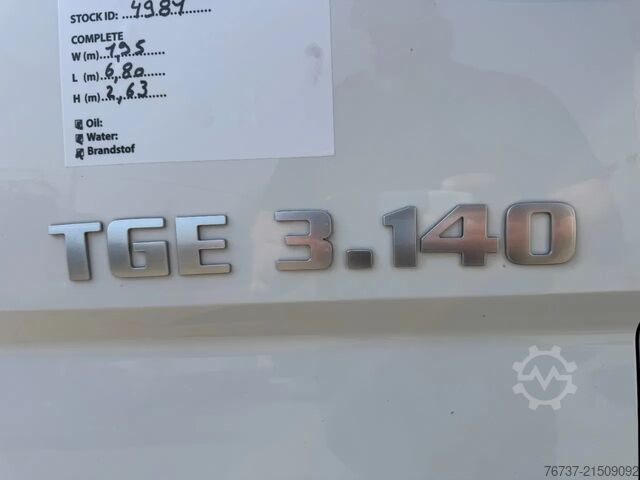 STOCK ID: 4984
COMPLETE
W (m) 1,95
L (m) 6,80
H (m) 2,63
Oil:
Water:
Brandstof
TGE 3.140
76737-21509092